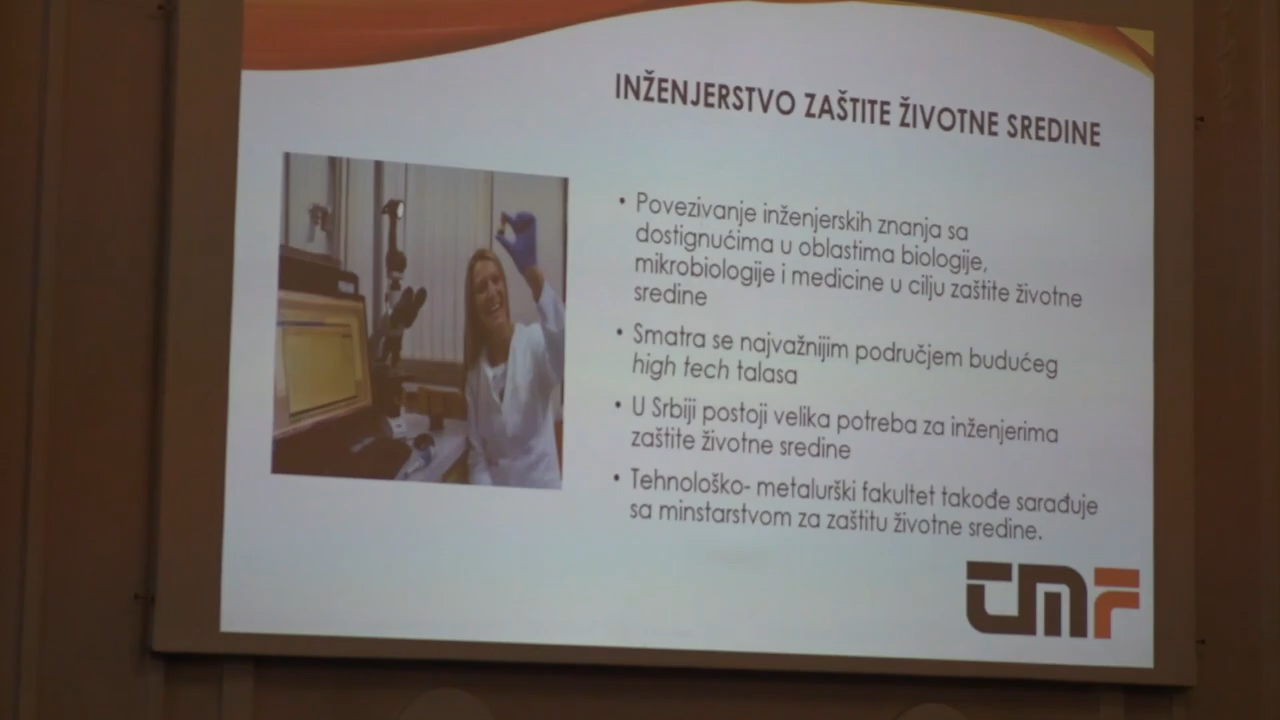 INŽENJERSTVO ZAŠTITE ŽIVOTNE SREDINE
• Povezivanje inženjerskih znanja sa
dostignućima u oblastima biologije,
mikrobiologije i medicine u cilju zaštite životne
sredine
• Smatra se najvažnijim područjem budućeg
high tech talasa
• U Srbiji postoji velika potreba za inženjerima
zaštite životne sredine
• Tehnološko- metalurški fakultet takođe sarađuje
sa minstarstvom za zaštitu životne sredine.
TMF